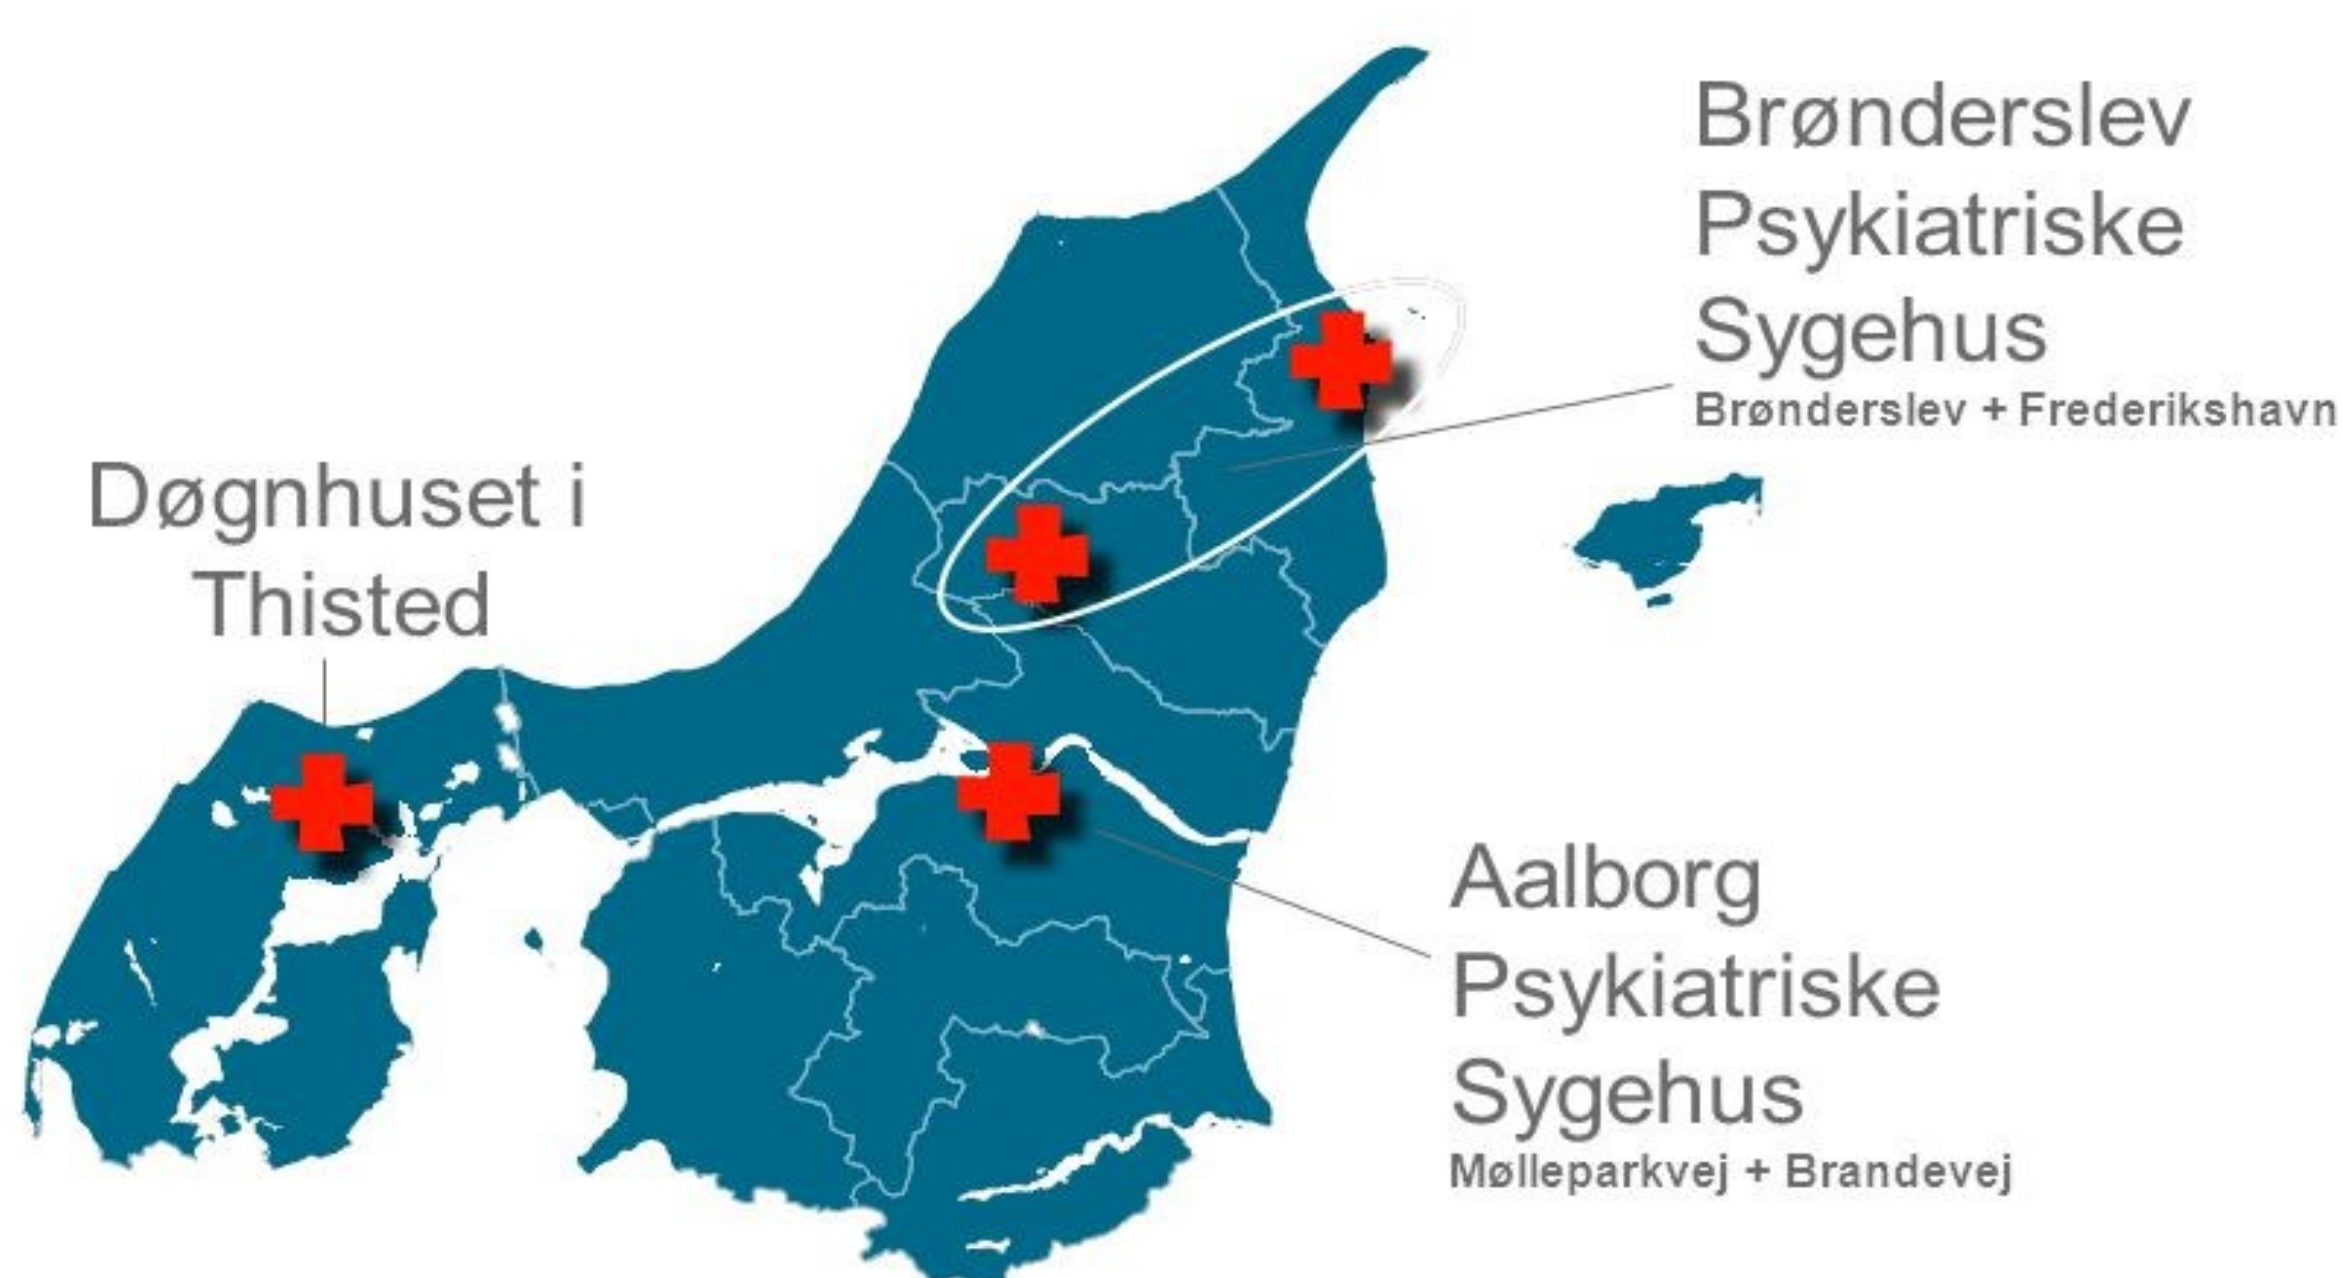 Brønderslev
Psykiatriske
Sygehus
Brønderslev + Frederikshavn
Døgnhuset i
Thisted
Aalborg
Psykiatriske
Sygehus
Mølleparkvej + Brandevej